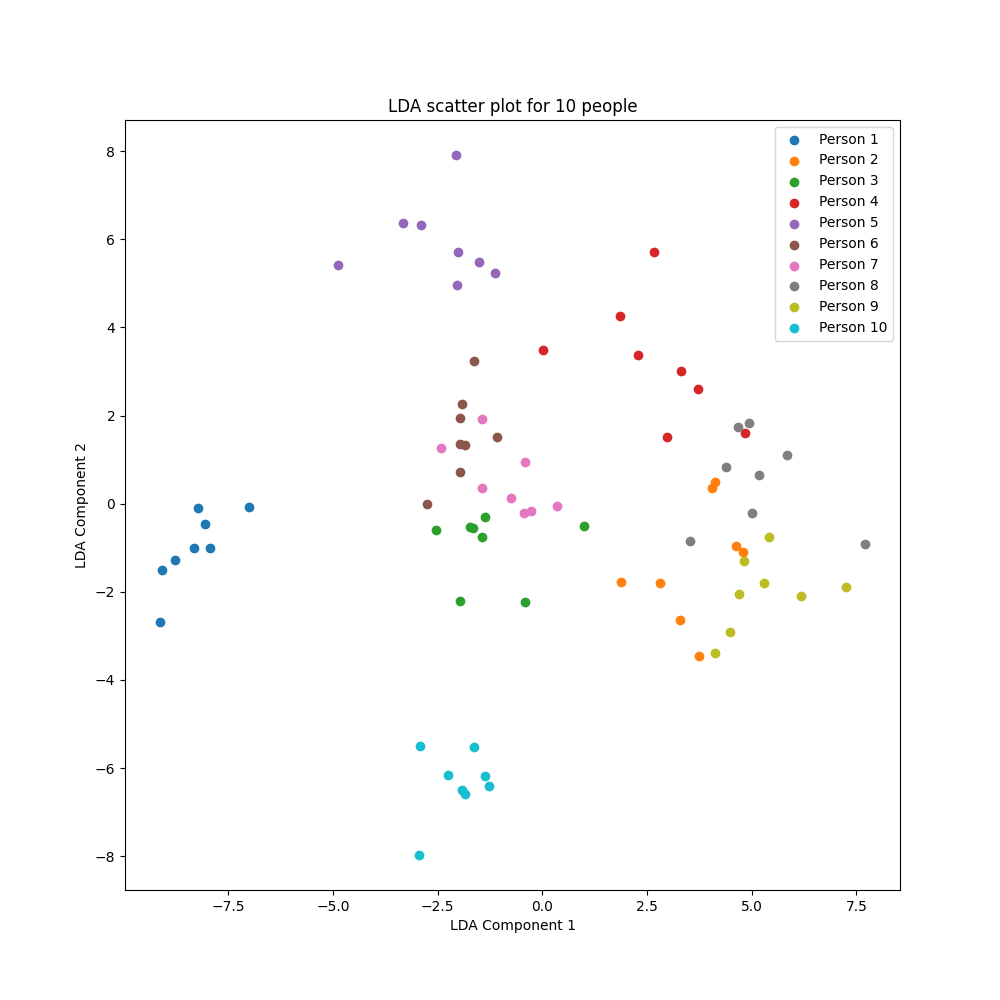 LDA scatter plot for 10 people
Person 1
Person 2
Person 3
Person 4
Person 5
Person 6
Person 7
Person 8
Person 9
Person 10
8
6
4
2
0
−2
−4
−6
−8
LDA Component 2
−7.5 −5.0 −2.5 0.0 2.5 5.0 7.5
LDA Component 1